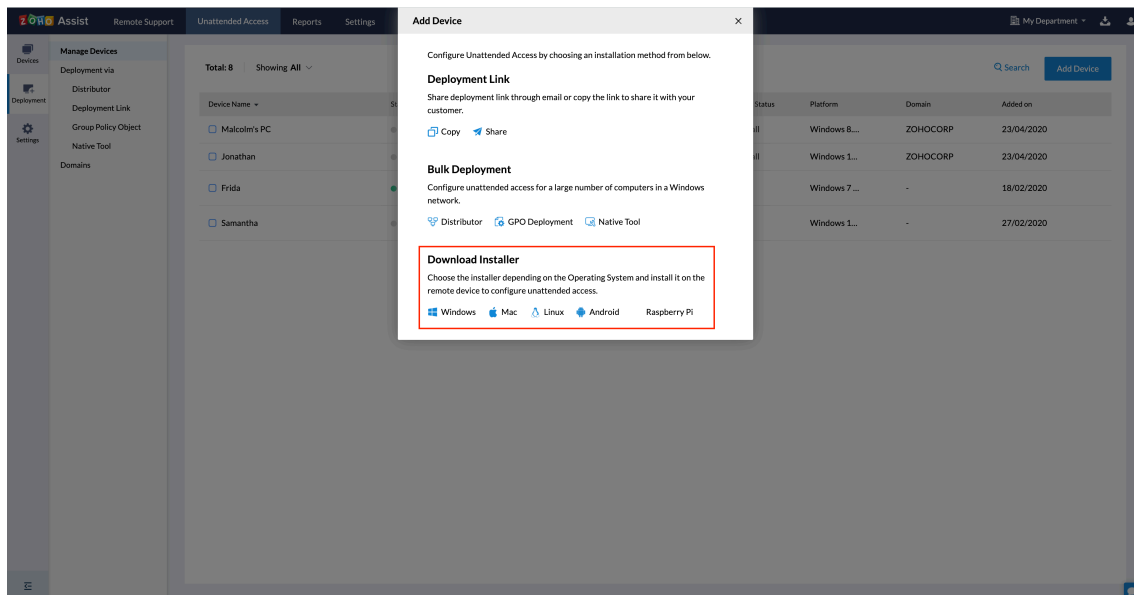 ZOHO Assist Remote Support Unattended Access Reports Settings My Department
Add Device
Devices
Deployment
Settings
Manage Devices
Deployment via
Distributor
Deployment Link
Group Policy Object
Native Tool
Domains
Total: 8 Showing All
Search Add Device
Device Name St Status Platform Domain Added on
Malcolm's PC ll Windows 8.... ZOHOCORP 23/04/2020
Jonathan ll Windows 1... ZOHOCORP 23/04/2020
Frida Windows 7 ... - 18/02/2020
Samantha Windows 1... - 27/02/2020
Configure Unattended Access by choosing an installation method from below.
Deployment Link
Share deployment link through email or copy the link to share it with your
customer.
Copy Share
Bulk Deployment
Configure unattended access for a large number of computers in a Windows
network.
Distributor GPO Deployment Native Tool
Download Installer
Choose the installer depending on the Operating System and install it on the
remote device to configure unattended access.
Windows Mac Linux Android Raspberry Pi